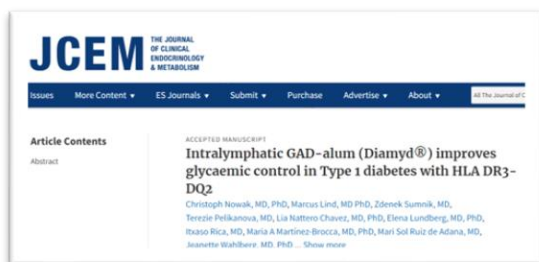 JCEM
THE JOURNAL
OF CLINICAL
ENDOCRINOLOGY
& METABOLISM
Issues More Content ▾ ES Journals ▾ Submit ▾ Purchase Advertise ▾ About ▾ All The Journal of C
Article Contents
Abstract
ACCEPTED MANUSCRIPT
Intralymphatic GAD-alum (Diamyd®) improves
glycaemic control in Type 1 diabetes with HLA DR3-
DQ2
Christoph Nowak, MD, PhD, Marcus Lind, MD PhD, Zdenek Sumnik, MD,
Terezie Pelikanova, MD, Lia Nattero Chavez, MD, PhD, Elena Lundberg, MD, PhD,
Itxaso Rica, MD, Maria A Martínez-Brocca, MD, PhD, Mari Sol Ruiz de Adana, MD,
Jeanette Wahlberg, MD, PhD ... Show more